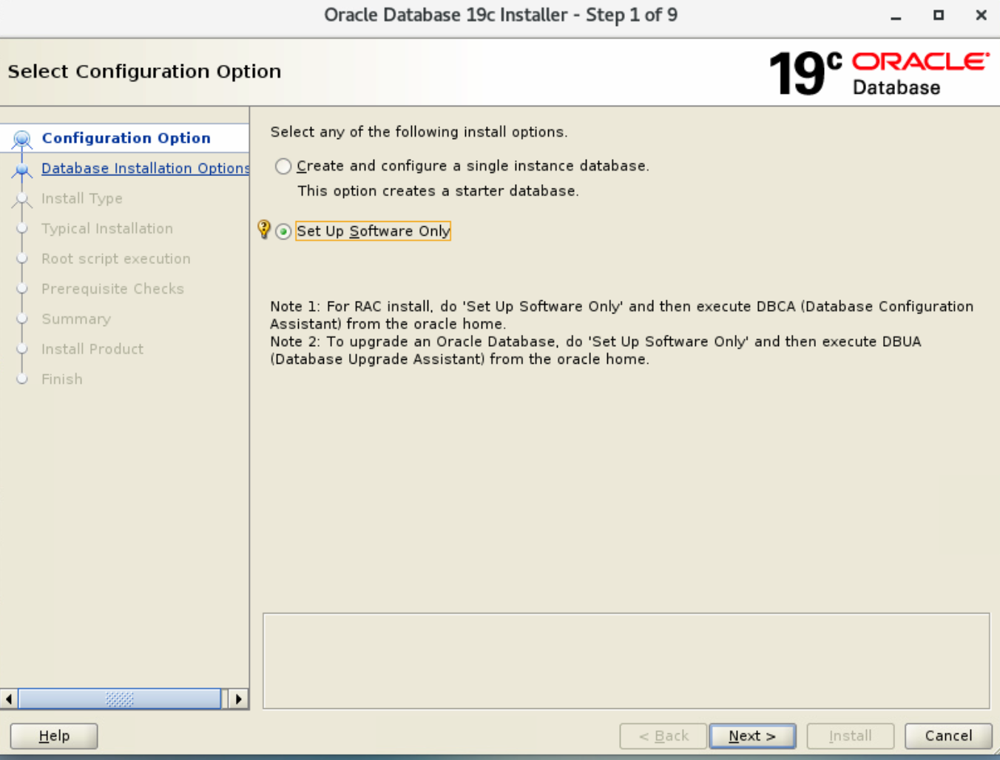 Oracle Database 19c Installer - Step 1 of 9
Select Configuration Option
19c ORACLE
Database
Configuration Option
Database Installation Options
Install Type
Typical Installation
Root script execution
Prerequisite Checks
Summary
Install Product
Finish
Select any of the following install options.
Create and configure a single instance database.
This option creates a starter database.
Set Up Software Only
Note 1: For RAC install, do 'Set Up Software Only' and then execute DBCA (Database Configuration
Assistant) from the oracle home.
Note 2: To upgrade an Oracle Database, do 'Set Up Software Only' and then execute DBUA
(Database Upgrade Assistant) from the oracle home.
Help
< Back
Next >
Install
Cancel